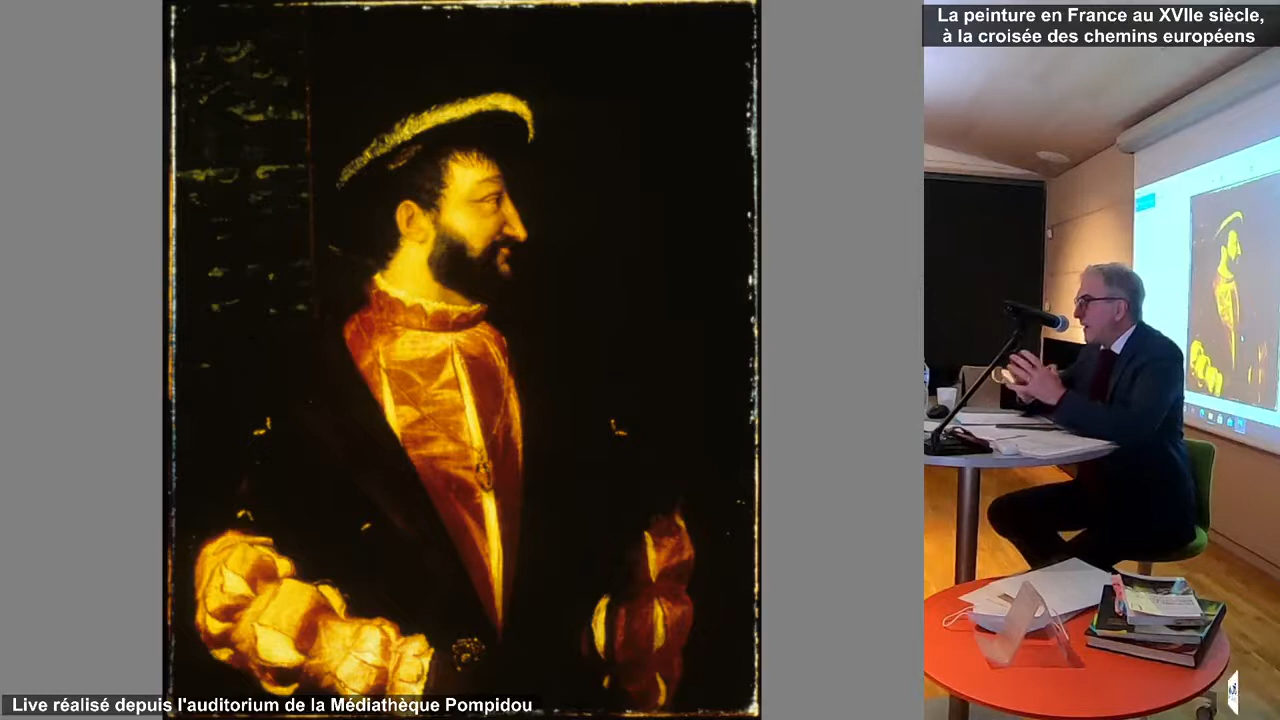 La peinture en France au XVIIe siècle,
à la croisée des chemins européens
Live réalisé depuis l'auditorium de la Médiathèque Pompidou